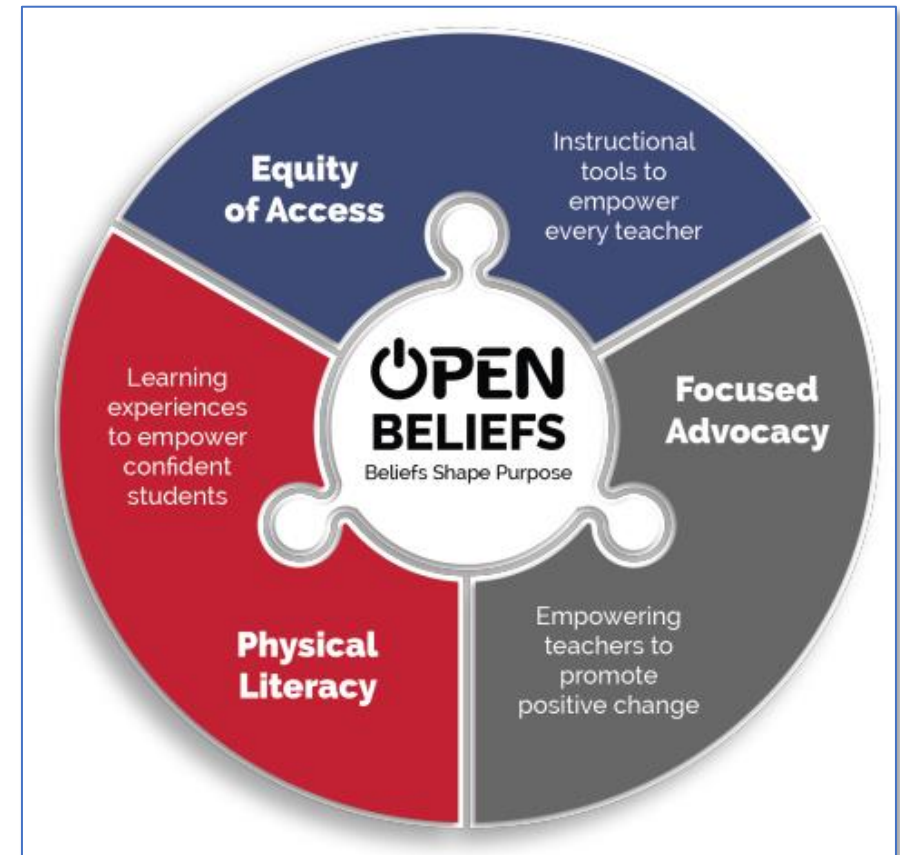 Equity
of Access
Instructional
tools to
empower
every teacher
OPEN
BELIEFS
Beliefs Shape Purpose
Focused
Advocacy
Empowering
teachers to
promote
positive change
Learning
experiences
to empower
confident
students
Physical
Literacy